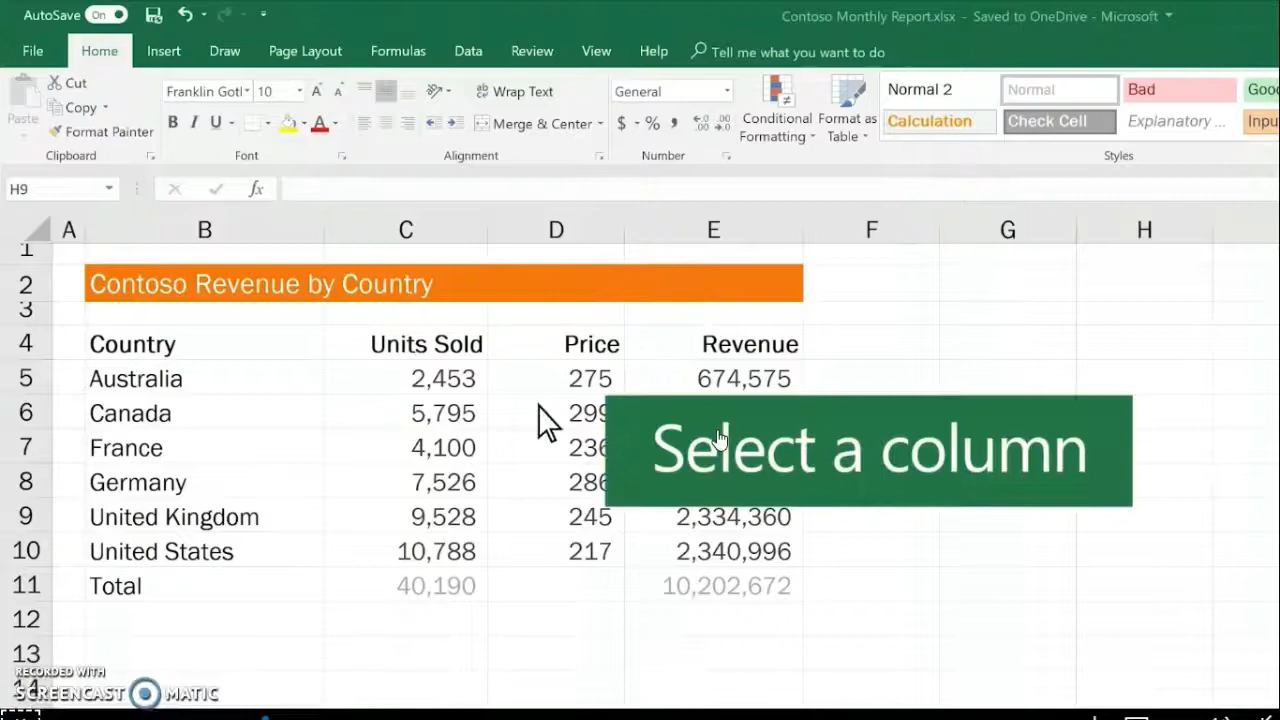 AutoSave On
Contoso Monthly Report.xlsx - Saved to OneDrive - Microsoft
File Home Insert Draw Page Layout Formulas Data Review View Help Tell me what you want to do
Paste
Cut
Copy
Format Painter
Clipboard
Franklin Gotl 10
B I U
Font
Wrap Text
Merge & Center
Alignment
General
$ % ,
Number
Conditional Formatting
Format as Table
Normal 2 Normal Bad Good
Calculation Check Cell Explanatory ... Inpu
Styles
H9 fx
A B C D E F G H
1
2 Contoso Revenue by Country
3
4 Country Units Sold Price Revenue
5 Australia 2,453 275 674,575
6 Canada 5,795 299
7 France 4,100 236
8 Germany 7,526 286
Select a column
9 United Kingdom 9,528 245 2,334,360
10 United States 10,788 217 2,340,996
11 Total 40,190 10,202,672
12
13
14
RECORDED WITH
SCREENCAST MATIC